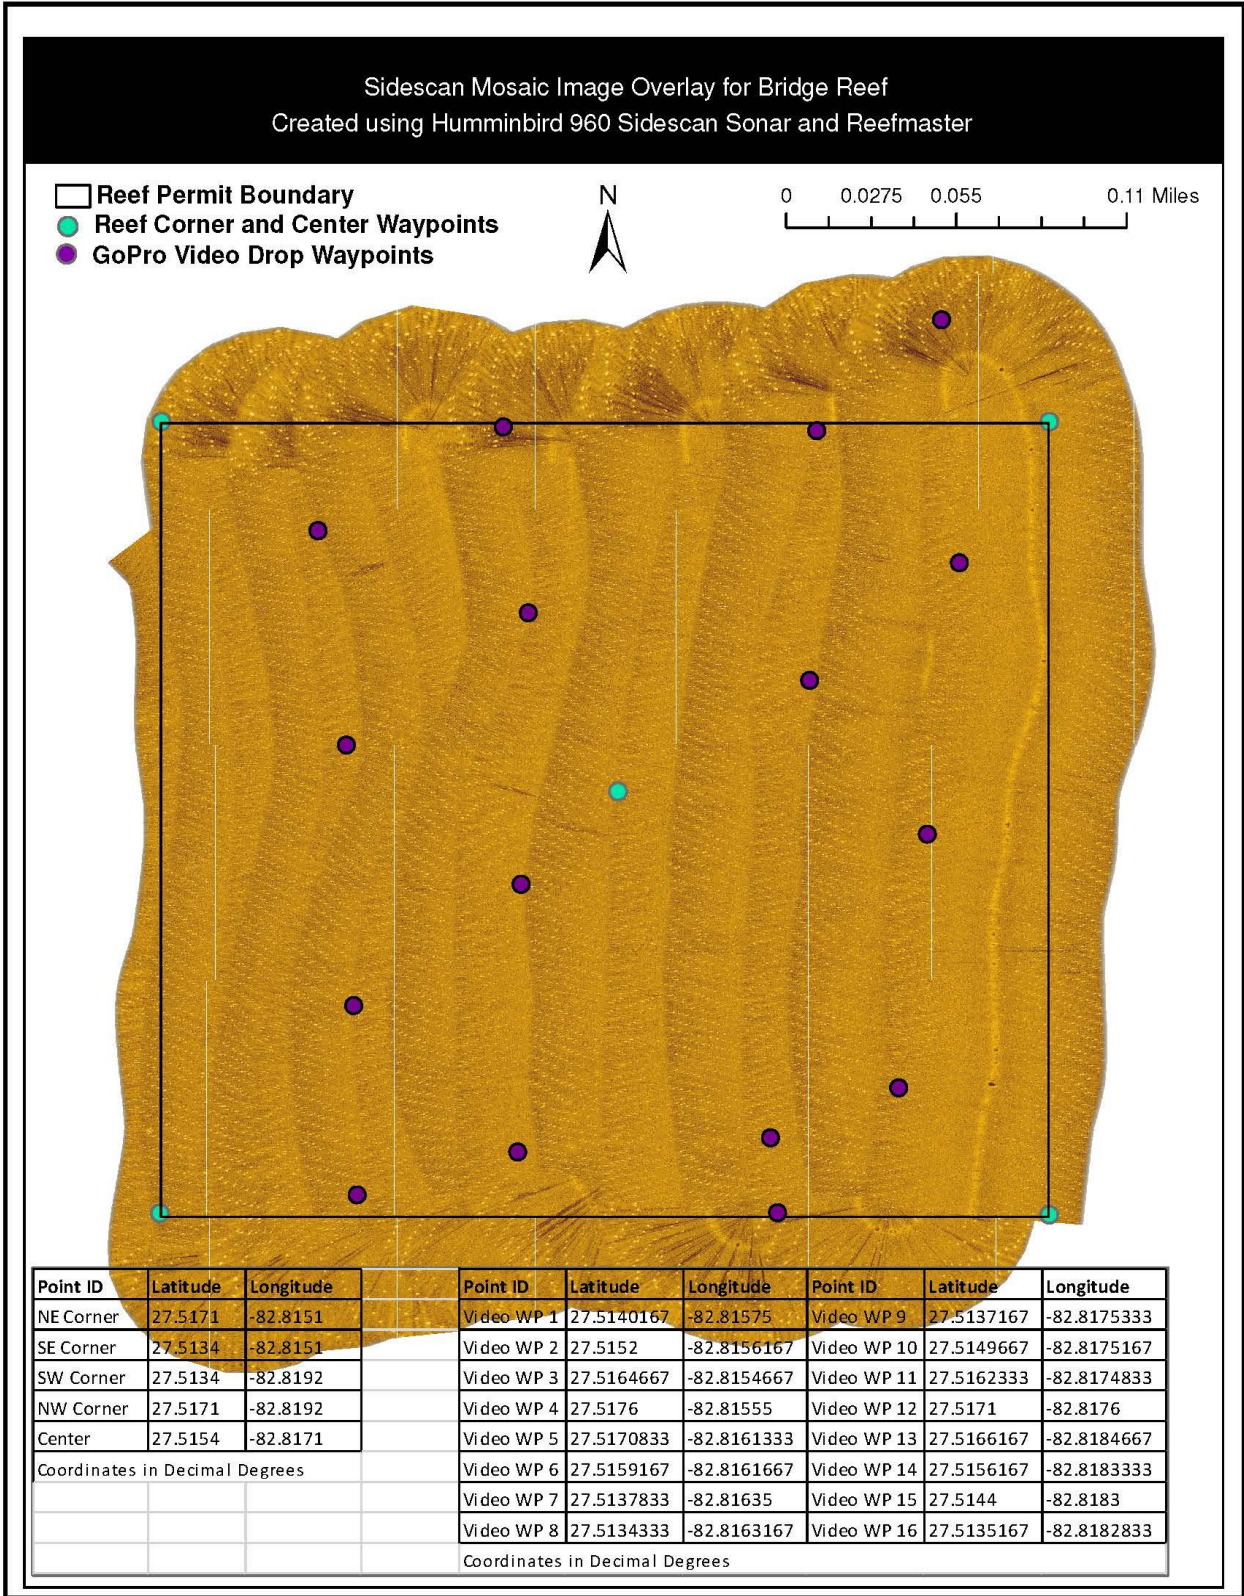 Sidescan Mosaic Image Overlay for Bridge Reef
Created using Humminbird 960 Sidescan Sonar and Reefmaster
Reef Permit Boundary
Reef Corner and Center Waypoints
GoPro Video Drop Waypoints
N
0 0.0275 0.055 0.11 Miles
Point ID Latitude Longitude Point ID Latitude Longitude Point ID Latitude Longitude
NE Corner 27.5171 -82.8151 Video WP 1 27.5140167 -82.81575 Video WP 9 27.5137167 -82.8175333
SE Corner 27.5134 -82.8151 Video WP 2 27.5152 -82.8156167 Video WP 10 27.5149667 -82.8175167
SW Corner 27.5134 -82.8192 Video WP 3 27.5164667 -82.8154667 Video WP 11 27.5162333 -82.8174833
NW Corner 27.5171 -82.8192 Video WP 4 27.5176 -82.81555 Video WP 12 27.5171 -82.8176
Center 27.5154 -82.8171 Video WP 5 27.5170833 -82.8161333 Video WP 13 27.5166167 -82.8184667
Coordinates in Decimal Degrees Video WP 6 27.5159167 -82.8161667 Video WP 14 27.5156167 -82.8183333
Video WP 7 27.5137833 -82.81635 Video WP 15 27.5144 -82.8183
Video WP 8 27.5134333 -82.8163167 Video WP 16 27.5135167 -82.8182833
Coordinates in Decimal Degrees